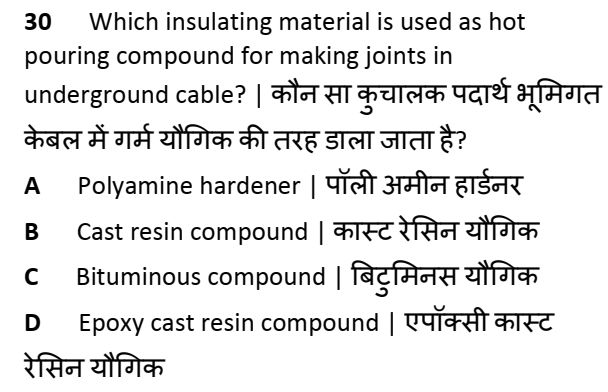 30 Which insulating material is used as hot
pouring compound for making joints in
underground cable? | कौन सा कुचालक पदार्थ भूमिगत
केबल में गर्म यौगिक की तरह डाला जाता है?
A Polyamine hardener | पॉली अमीन हार्डनर
B Cast resin compound | कास्ट रेसिन यौगिक
C Bituminous compound | बिटुमिनस यौगिक
D Epoxy cast resin compound | एपॉक्सी कास्ट
रेसिन यौगिक